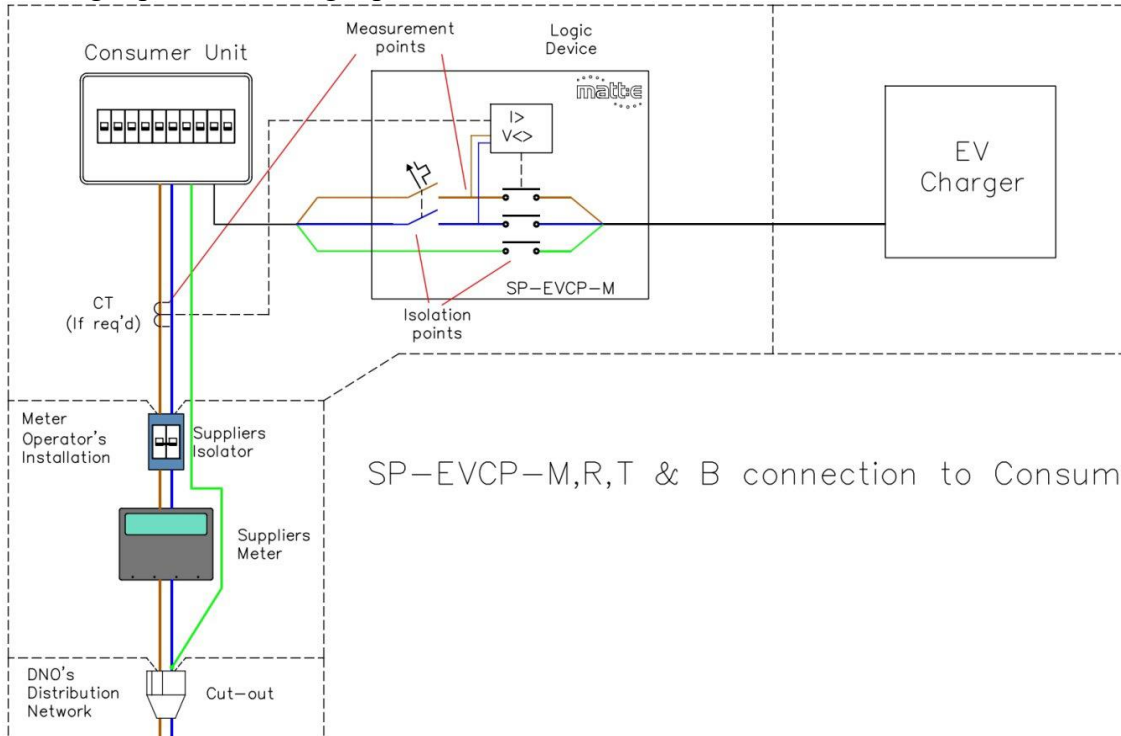 Measurement
points
Logic
Device
Consumer Unit
matt:e
I>
V<>
EV
Charger
SP-EVCP-M
CT
(If req'd)
Isolation
points
Meter
Operator's
Installation
Suppliers
Isolator
SP-EVCP-M,R,T & B connection to Consum
Suppliers
Meter
DNO's
Distribution
Network
Cut-out